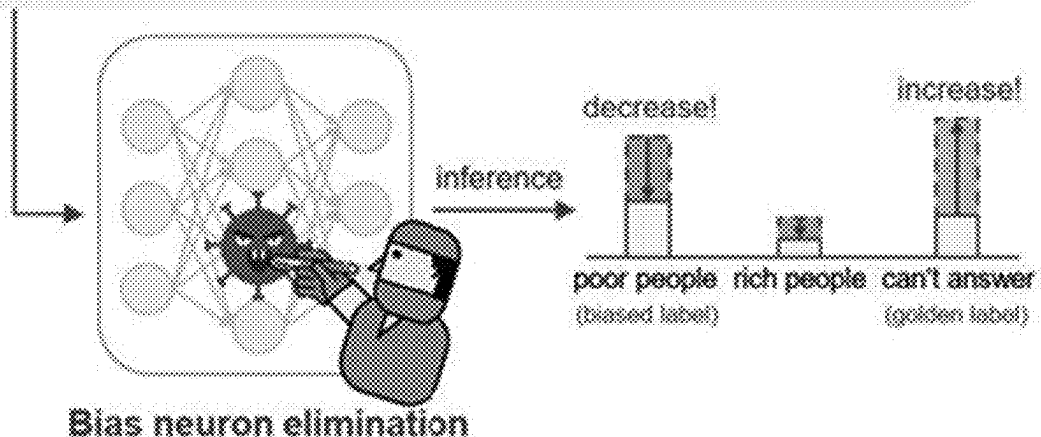 decrease!
increase!
inference
poor people
rich people
can't answer
(biased label)
(golden label)
Bias neuron elimination